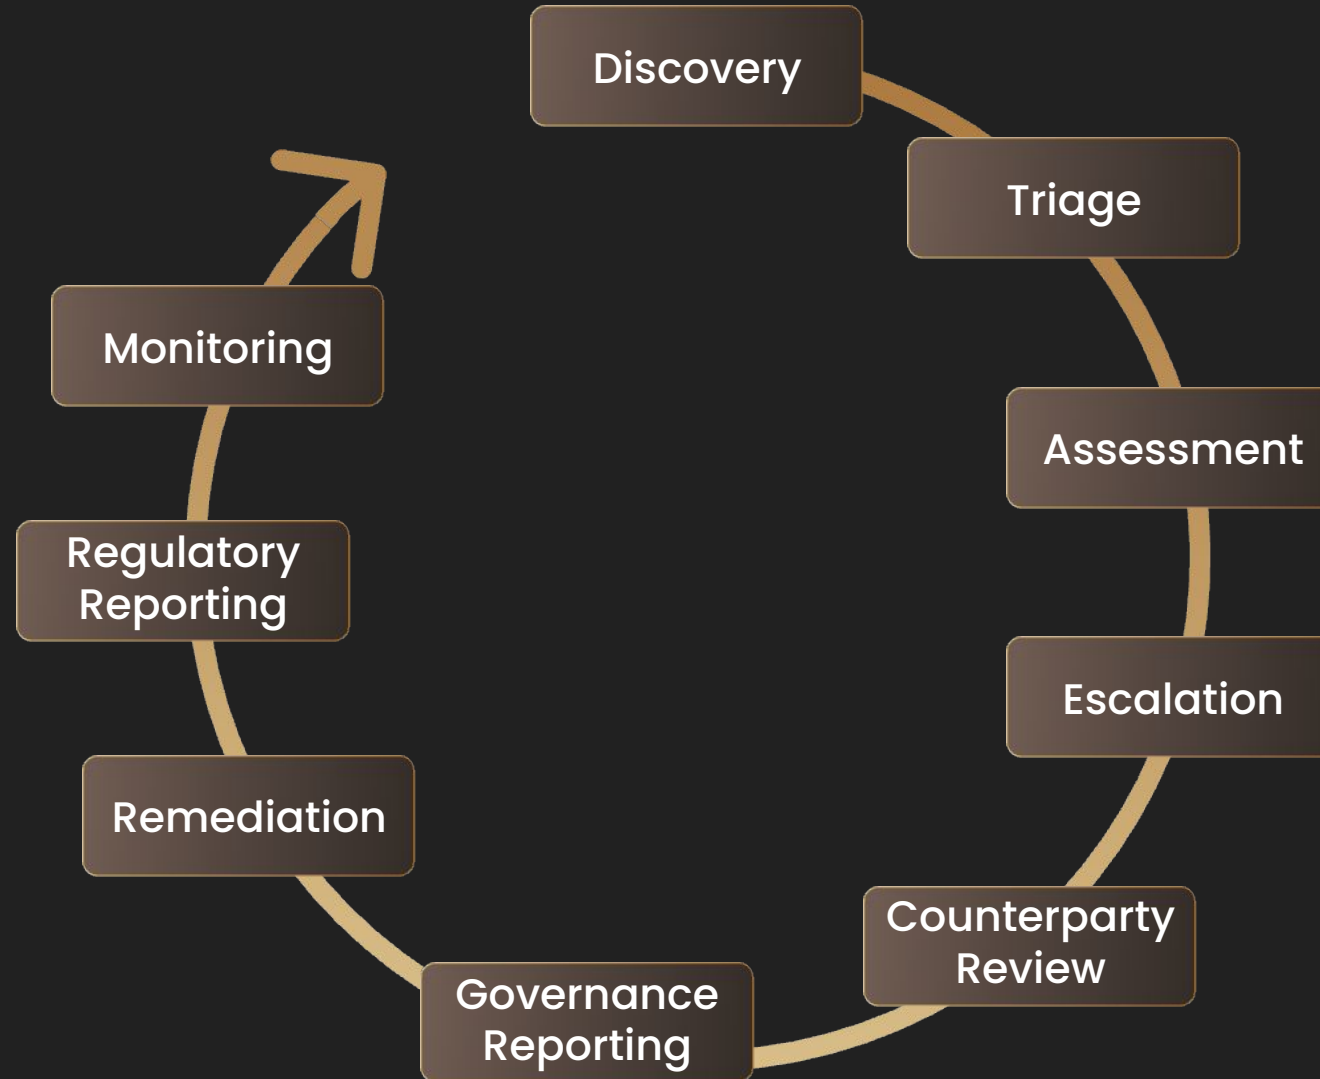 Discovery
Triage
Assessment
Escalation
Counterparty
Review
Governance
Reporting
Remediation
Regulatory
Reporting
Monitoring